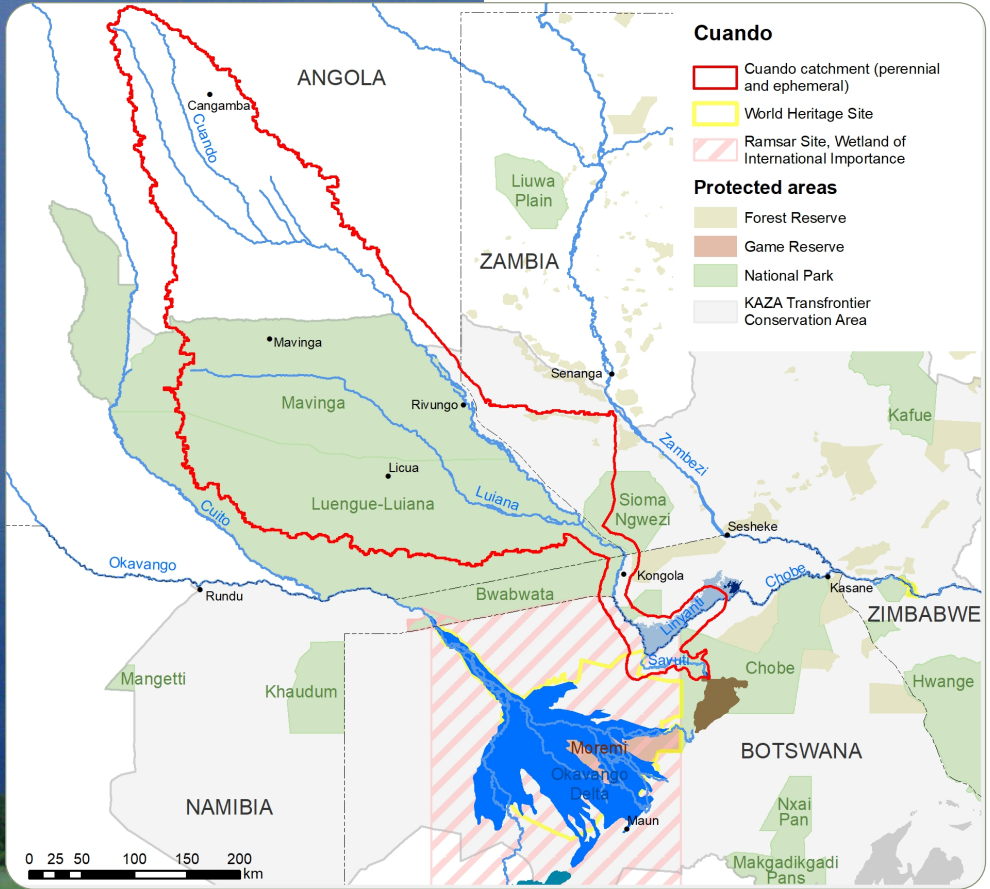 Cuando
Cuando catchment (perennial
and ephemeral)
World Heritage Site
Ramsar Site, Wetland of
International Importance
Protected areas
Forest Reserve
Game Reserve
National Park
KAZA Transfrontier
Conservation Area
ANGOLA
Cangamba
Cuando
Liuwa
Plain
ZAMBIA
Mavinga
Senanga
Mavinga
Rivungo
Kafue
Zambezi
Licua
Luengue-Luiana
Luiana
Sioma
Ngwezi
Cuito
Sesheke
Okavango
Kongola
Chobe
Kasane
Rundu
Bwabwata
Linyanti
ZIMBABWE
Savuti
Chobe
Mangetti
Khaudum
Hwange
Moremi
BOTSWANA
Okavango
Delta
NAMIBIA
Maun
Nxai
Pan
Makgadikgadi
Pans
0 25 50 100 150 200
km